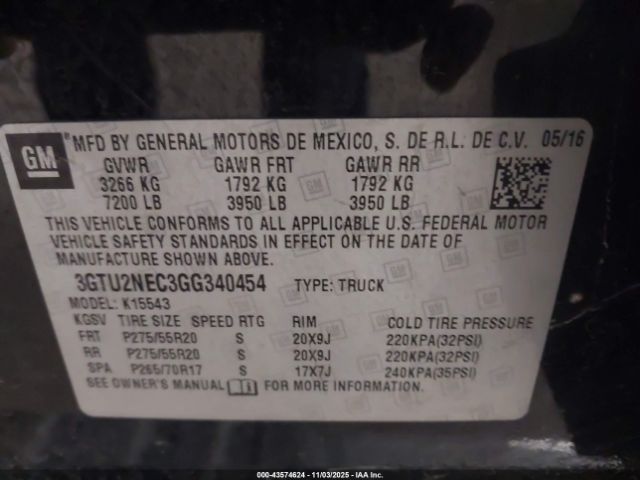 GM
® MFD BY GENERAL MOTORS DE MEXICO, S. DE R.L. DE C.V. 05/16
GVWR GAWR FRT GAWR RR
3266 KG 1792 KG 1792 KG
7200 LB 3950 LB 3950 LB
THIS VEHICLE CONFORMS TO ALL APPLICABLE U.S. FEDERAL MOTOR
VEHICLE SAFETY STANDARDS IN EFFECT ON THE DATE OF
MANUFACTURE SHOWN ABOVE.
3GTU2NEC3GG340454 TYPE: TRUCK
MODEL: K15543
KGSV TIRE SIZE SPEED RTG RIM COLD TIRE PRESSURE
FRT P275/55R20 S 20X9J 220KPA(32PSI)
RR P275/55R20 S 20X9J 220KPA(32PSI)
SPA P265/70R17 S 17X7J 240KPA(35PSI)
SEE OWNER'S MANUAL FOR MORE INFORMATION.
000-43574624 - 11/03/2025 - IAAI.COM